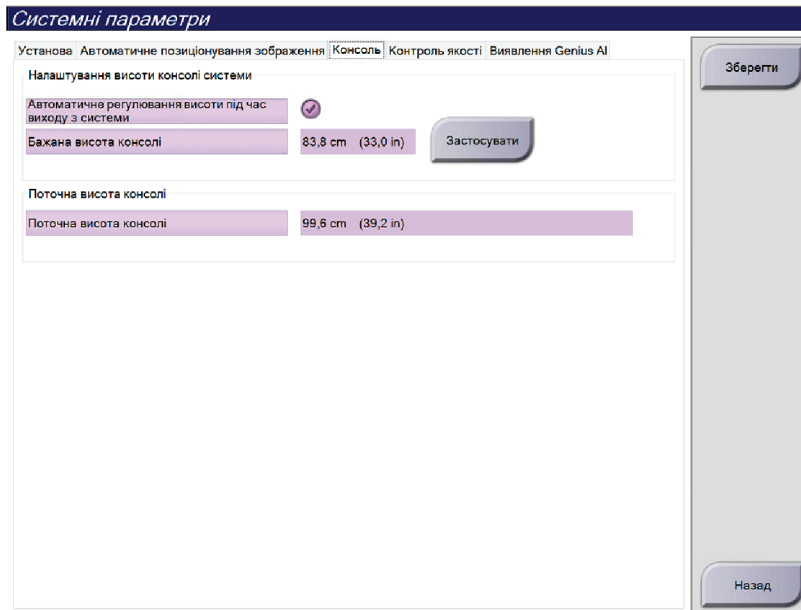 Системні параметри
Установа Автоматичне позиціонування зображення Консоль Контроль якості Виявлення Genius AI
Зберегти
Налаштування висоти консолі системи
Автоматичне регулювання висоти під час
виходу з системи
Бажана висота консолі 83,8 cm (33,0 in) Застосувати
Поточна висота консолі
Поточна висота консолі 99,6 cm (39,2 in)
Назад